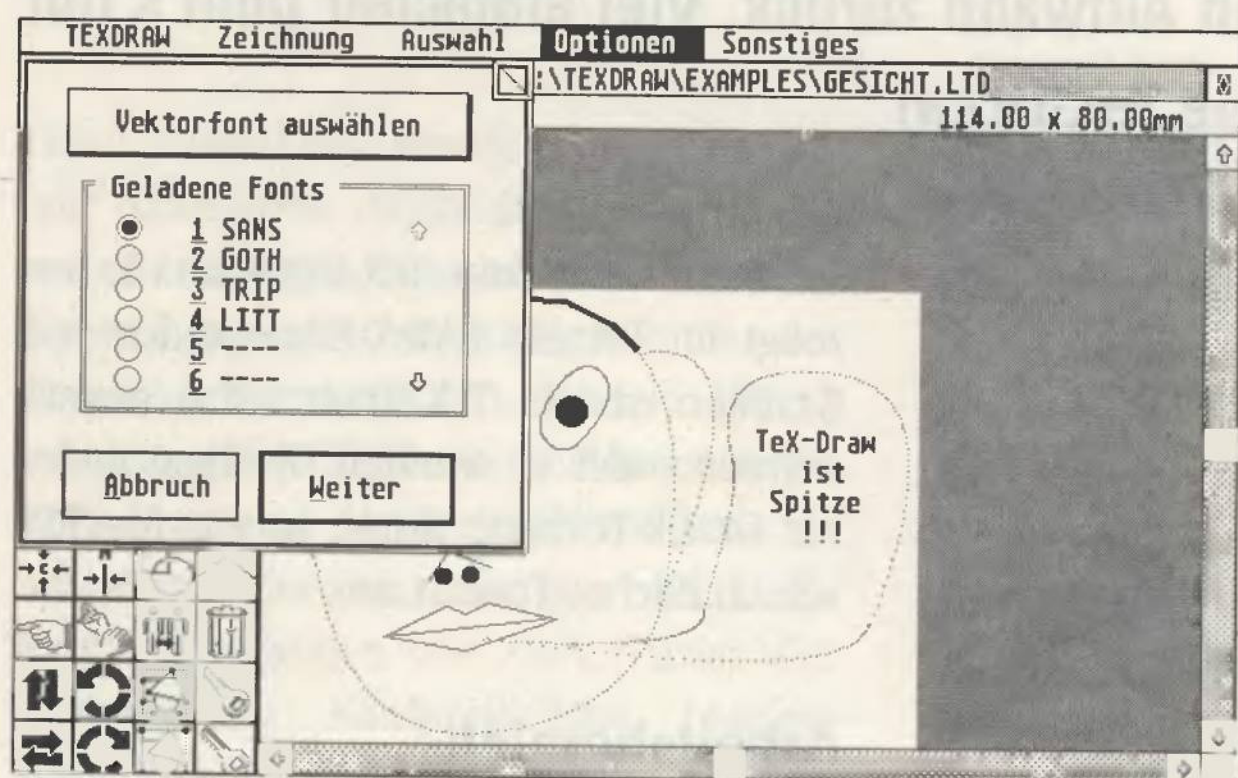 TEXDRAW Zeichnung Auswahl Optionen Sonstiges
:\TEXDRAW\EXAMPLES\GESICHT.LTD
114.00 x 80.00mm
Vektorfont auswählen
Geladene Fonts
1 SANS
2 GOTH
3 TRIP
4 LITT
5 ----
6 ----
Abbruch Weiter
TeX-Draw
ist
Spitze
!!!